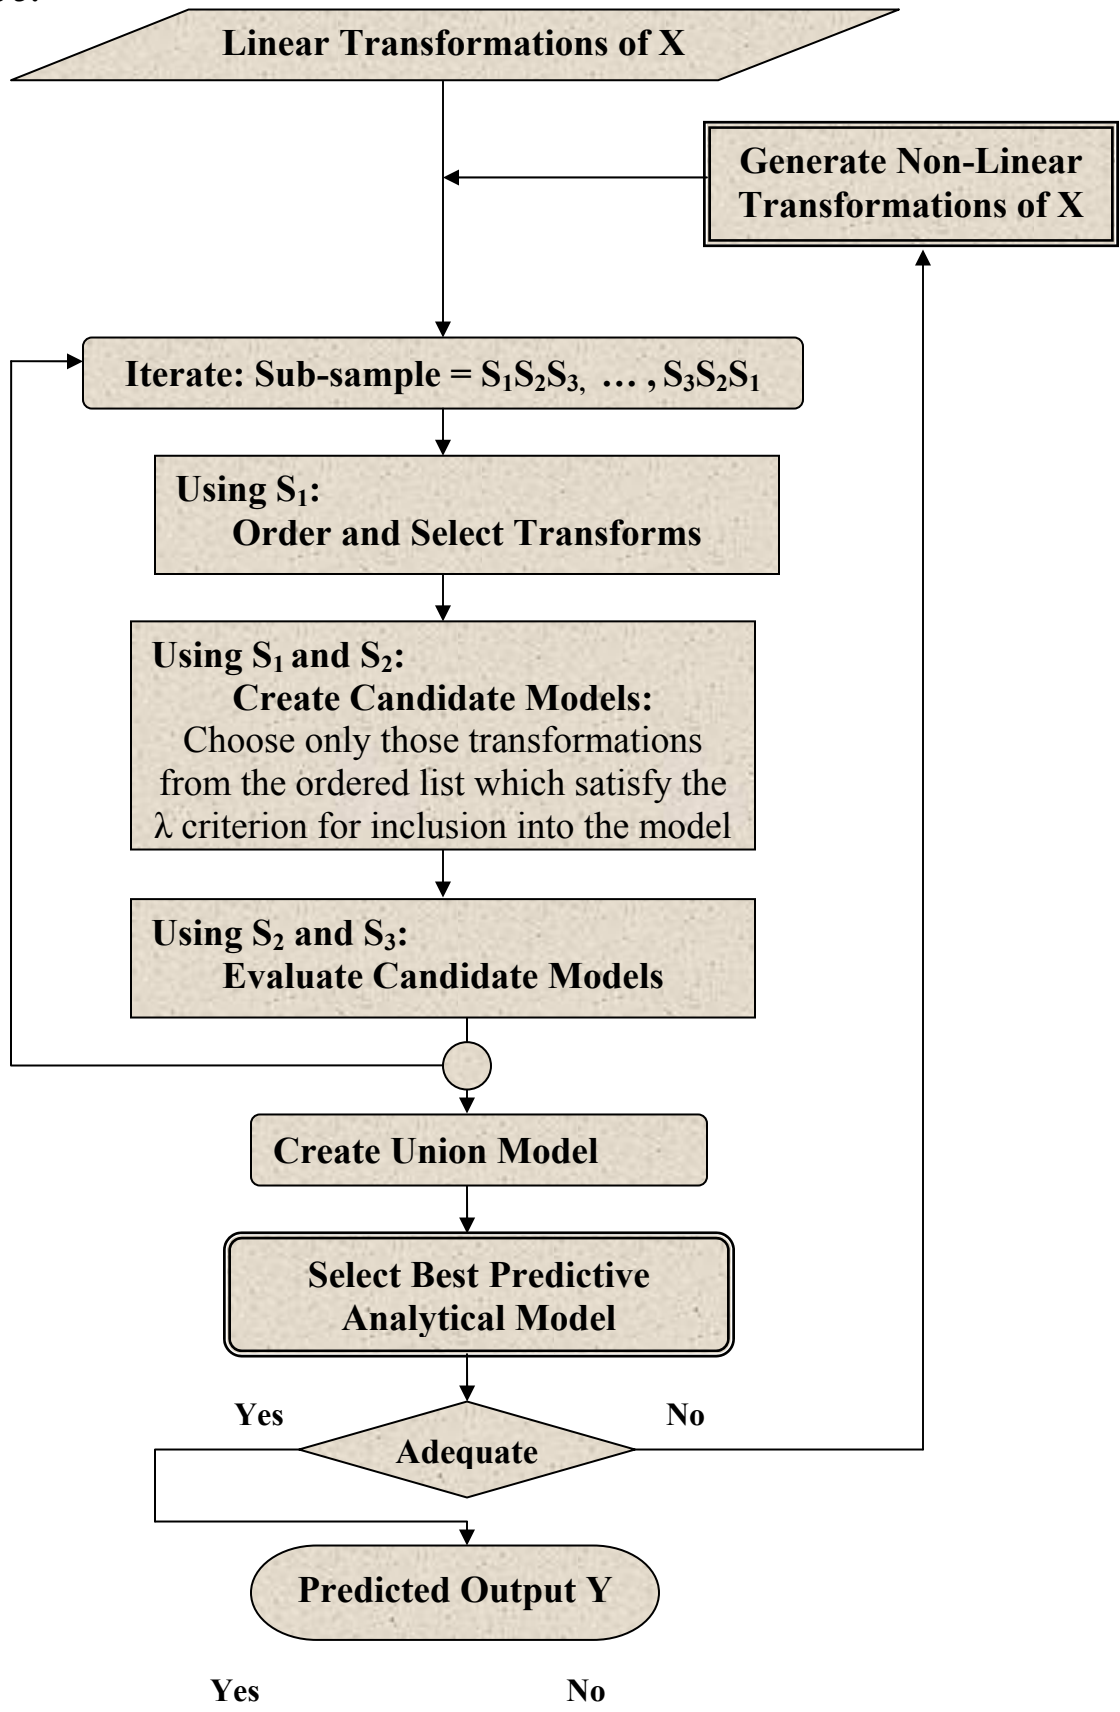 Linear Transformations of X
Generate Non-Linear
Transformations of X
Iterate: Sub-sample = S₁S₂S₃, … , S₃S₂S₁
Using S₁:
Order and Select Transforms
Using S₁ and S₂:
Create Candidate Models:
Choose only those transformations
from the ordered list which satisfy the
λ criterion for inclusion into the model
Using S₂ and S₃:
Evaluate Candidate Models
Create Union Model
Select Best Predictive
Analytical Model
Yes No
Adequate
Predicted Output Y
Yes No